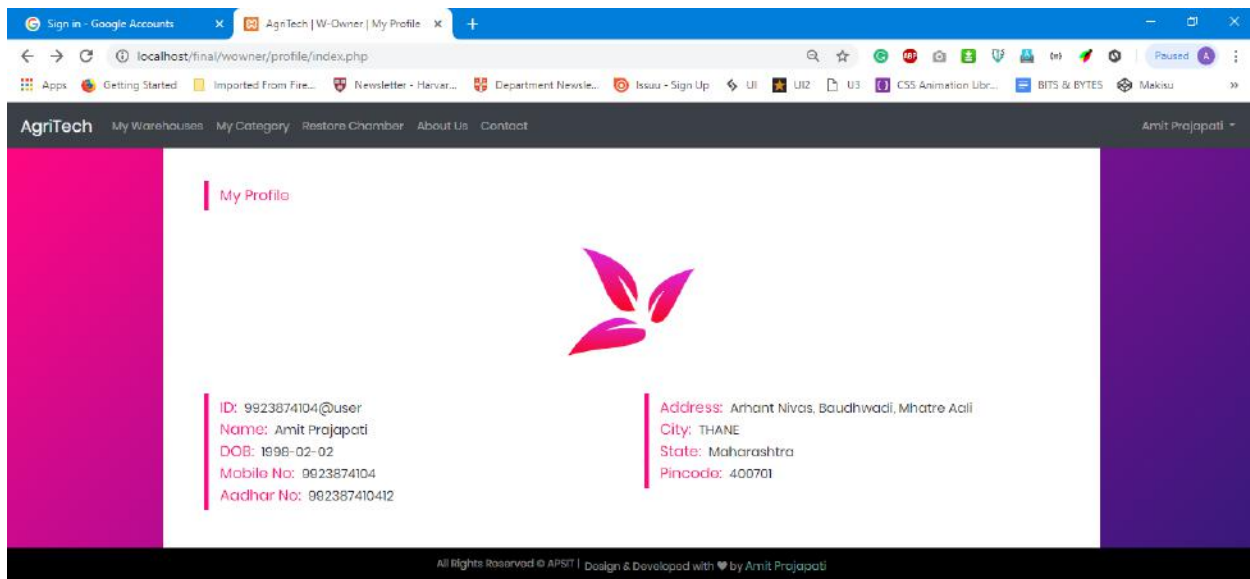 Sign in - Google Accounts
AgriTech | W-Owner | My Profile
localhost/final/wowner/profile/index.php
Paused A
Apps Getting Started Imported From Fire... Newsletter - Harvar... Department Newsle... Issuu - Sign Up UI UI2 U3 CSS Animation Libr... BITS & BYTES Makisu
AgriTech My Warehouses My Category Restore Chamber About Us Contact Amit Prajapati
My Profile
ID: 9923874104@user
Name: Amit Prajapati
DOB: 1998-02-02
Mobile No: 9923874104
Aadhar No: 992387410412
Address: Arhant Nivas, Baudhwadi, Mhatre Aali
City: THANE
State: Maharashtra
Pincode: 400701
All Rights Reserved © APSIT | Design & Developed with ♥ by Amit Prajapati